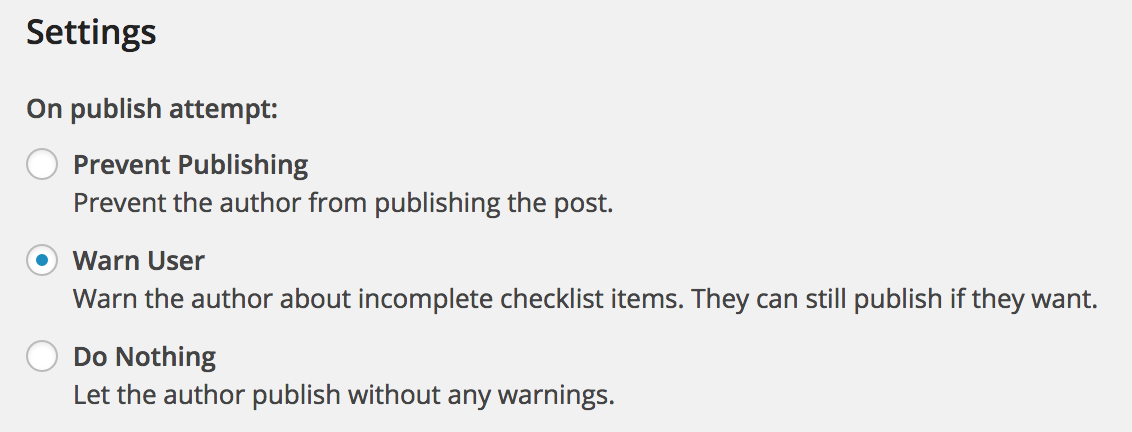 Settings
On publish attempt:
Prevent Publishing
Prevent the author from publishing the post.
Warn User
Warn the author about incomplete checklist items. They can still publish if they want.
Do Nothing
Let the author publish without any warnings.